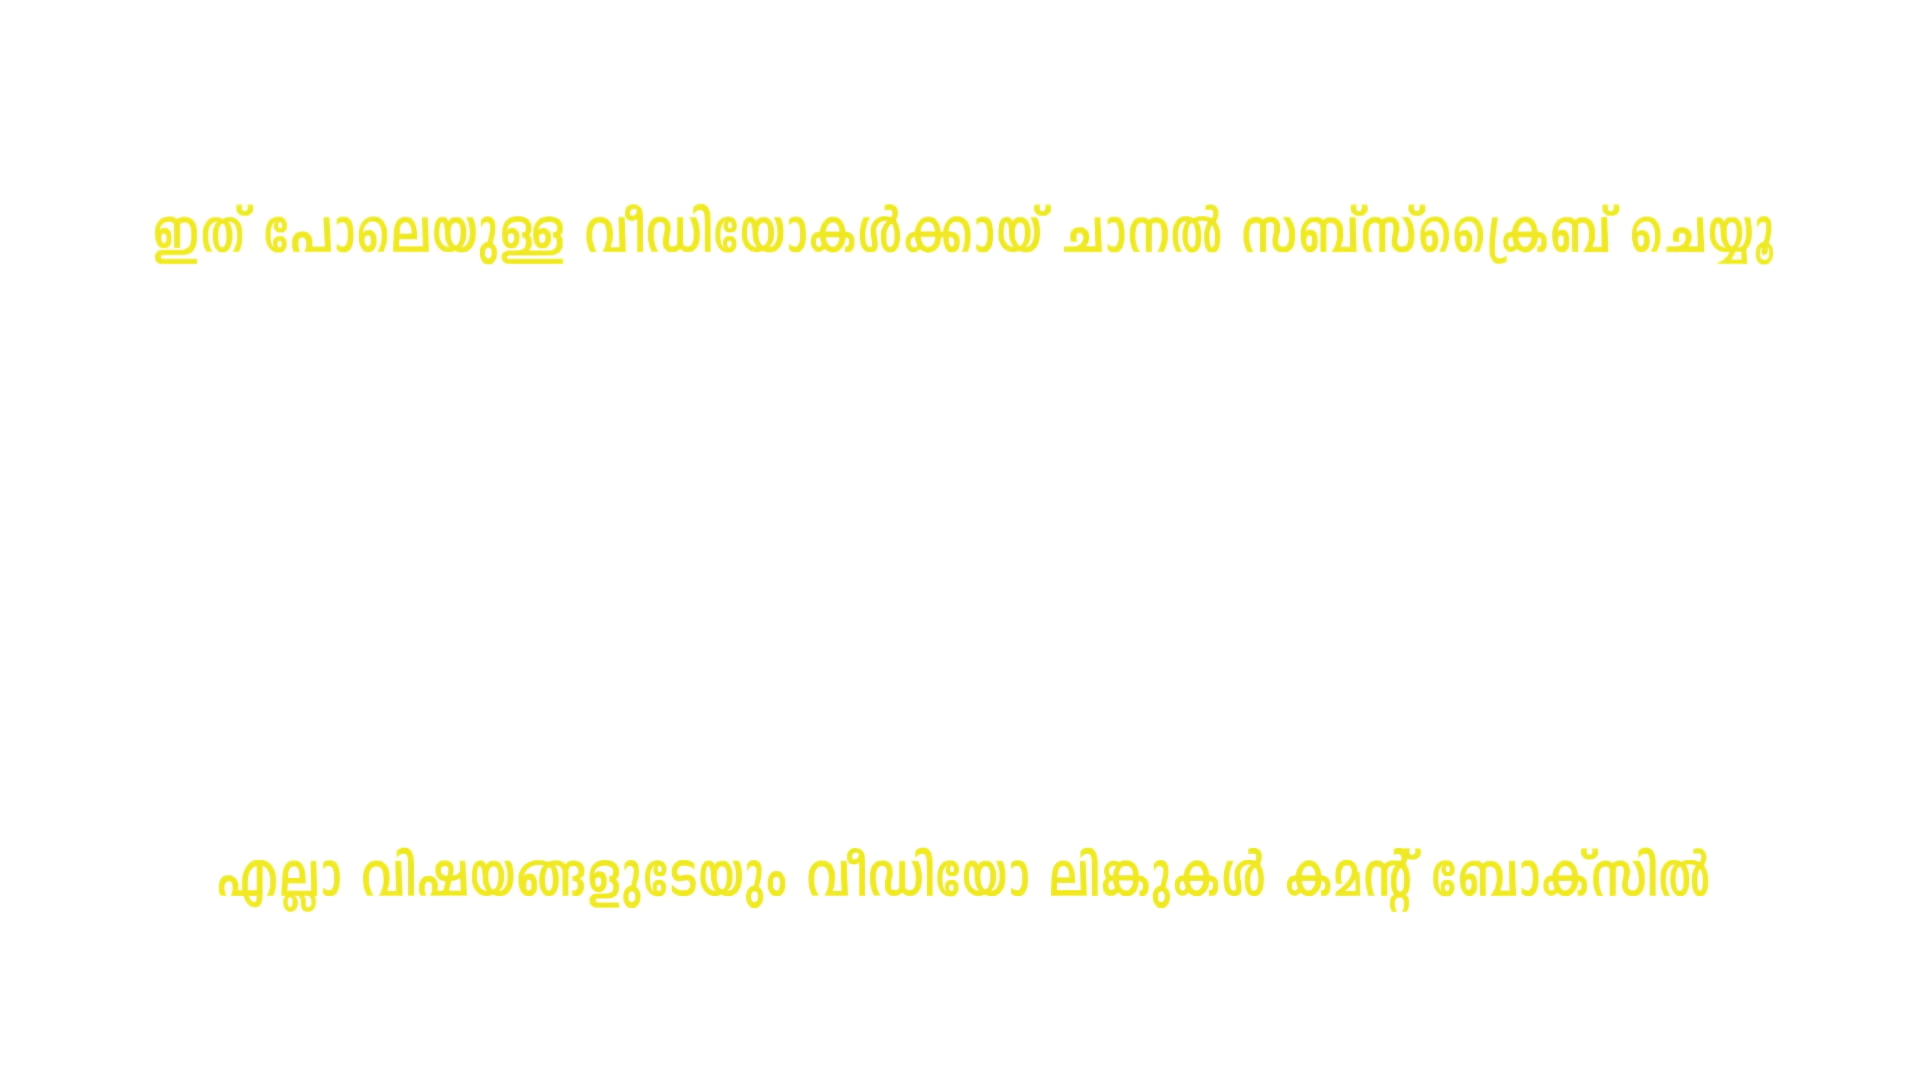 ഇത് പോലെയുള്ള വീഡിയോകൾക്കായ് ചാനൽ സബ്സ്ക്രൈബ് ചെയ്യൂ
എല്ലാ വിഷയങ്ങളുടേയും വീഡിയോ ലിങ്കുകൾ കമന്റ് ബോക്സിൽ